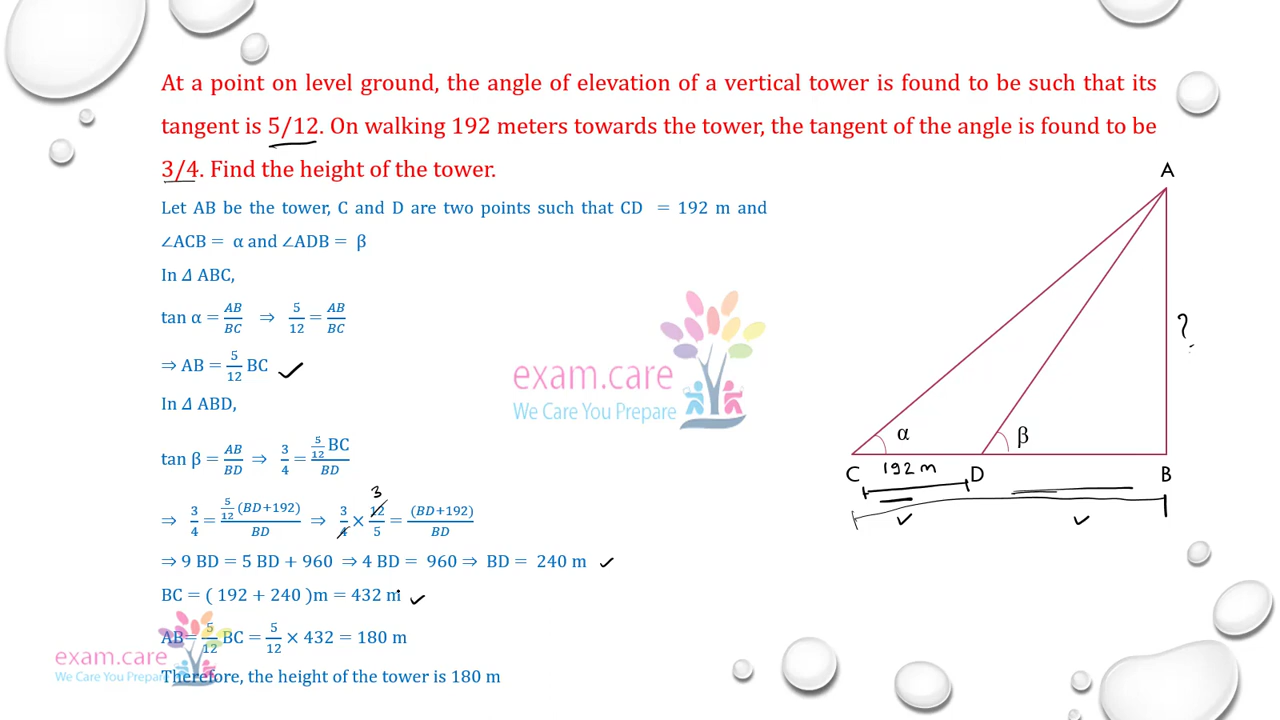 At a point on level ground, the angle of elevation of a vertical tower is found to be such that its
tangent is 5/12. On walking 192 meters towards the tower, the tangent of the angle is found to be
3/4. Find the height of the tower.
Let AB be the tower, C and D are two points such that CD = 192 m and
∠ACB = α and ∠ADB = β
In Δ ABC,
tan α = AB/BC ⇒ 5/12 = AB/BC
⇒ AB = 5/12 BC ✓
In Δ ABD,
tan β = AB/BD ⇒ 3/4 = (5/12 BC)/BD
3
⇒ 3/4 = (5/12 (BD+192))/BD ⇒ 3/4 × 12/5 = (BD+192)/BD
⇒ 9 BD = 5 BD + 960 ⇒ 4 BD = 960 ⇒ BD = 240 m ✓
BC = ( 192 + 240 )m = 432 m ✓
AB= 5/12 BC = 5/12 × 432 = 180 m
Therefore, the height of the tower is 180 m
exam.care
We Care You Prepare
exam.care
We Care You Prepar
A
?
α
β
C 192 m D B
✓ ✓